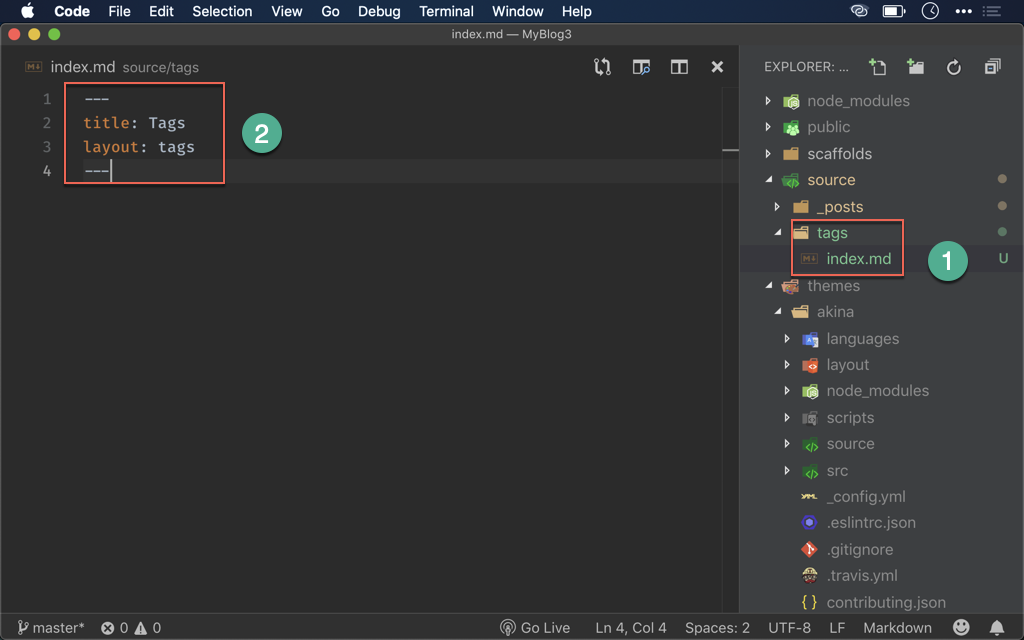 Code File Edit Selection View Go Debug Terminal Window Help
index.md — MyBlog3
index.md source/tags
EXPLORER: ...
1 ---
2 title: Tags
3 layout: tags
4 ---
2
node_modules
public
scaffolds
source
_posts
tags
index.md U
1
themes
akina
languages
layout
node_modules
scripts
source
src
_config.yml
.eslintrc.json
.gitignore
.travis.yml
contributing.json
master* 0 0 Go Live Ln 4, Col 4 Spaces: 2 UTF-8 LF Markdown